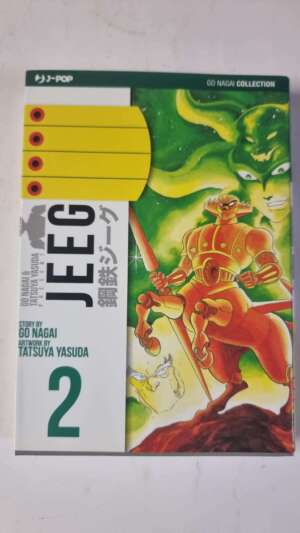 J-POP
GO NAGAI COLLECTION
JEEG
鋼鉄ジーグ
GO NAGAI &
TATSUYA YASUDA
STORY BY
GO NAGAI
ARTWORK BY
TATSUYA YASUDA
2